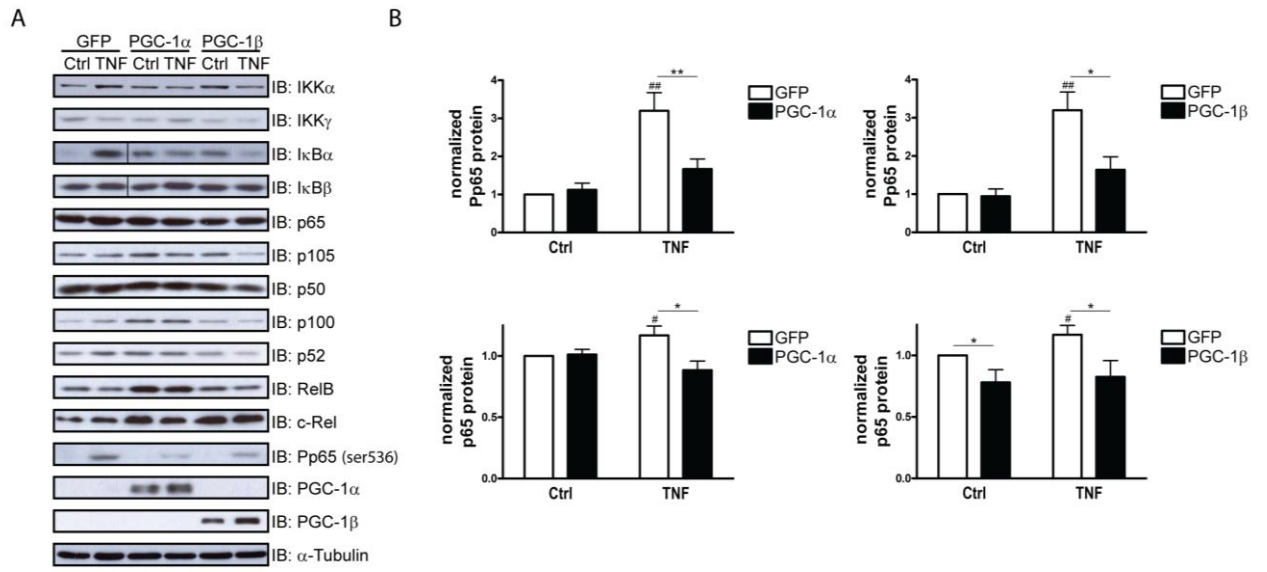 A
GFP PGC-1α PGC-1β
Ctrl TNF Ctrl TNF Ctrl TNF
IB: IKKα
IB: IKKγ
IB: IκBα
IB: IκBβ
IB: p65
IB: p105
IB: p50
IB: p100
IB: p52
IB: RelB
IB: c-Rel
IB: Pp65 (ser536)
IB: PGC-1α
IB: PGC-1β
IB: α-Tubulin
B
normalized
Pp65 protein
4
3
2
1
0
##
**
Ctrl TNF
GFP
PGC-1α
normalized
Pp65 protein
4
3
2
1
0
##
*
Ctrl TNF
GFP
PGC-1β
normalized
p65 protein
1.0
0.5
0.0
#
*
Ctrl TNF
GFP
PGC-1α
normalized
p65 protein
1.0
0.5
0.0
*
#
*
Ctrl TNF
GFP
PGC-1β